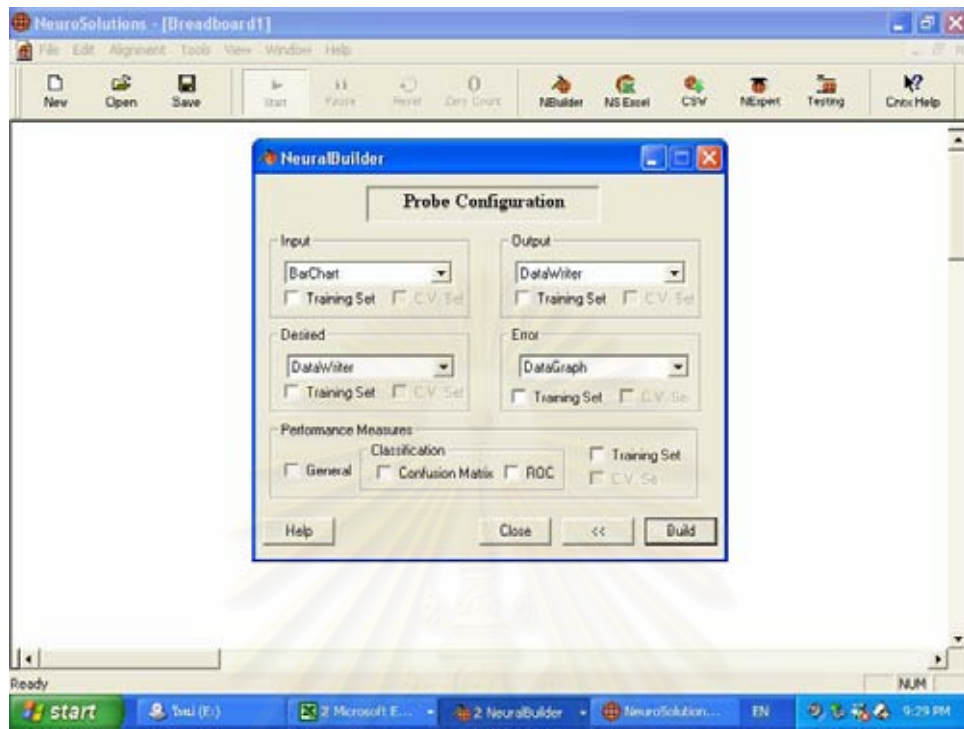 NeuroSolutions - [Breadboard1]
File Edit Alignment Tools View Window Help
New Open Save Start Pause Reset Zero Count NBuilder NS Excel CSV NExpert Testing Cntx Help
NeuralBuilder
Probe Configuration
Input
BarChart
Training Set C.V. Set
Output
DataWriter
Training Set C.V. Set
Desired
DataWriter
Training Set C.V. Set
Error
DataGraph
Training Set C.V. Se
Performance Measures
General
Classification
Confusion Matrix ROC
Training Set
C.V. Se
Help Close << Build
Ready NUM
start (E:) 2 Microsoft E... 2 NeuralBuilder NeuroSolution... EN 9:29 PM